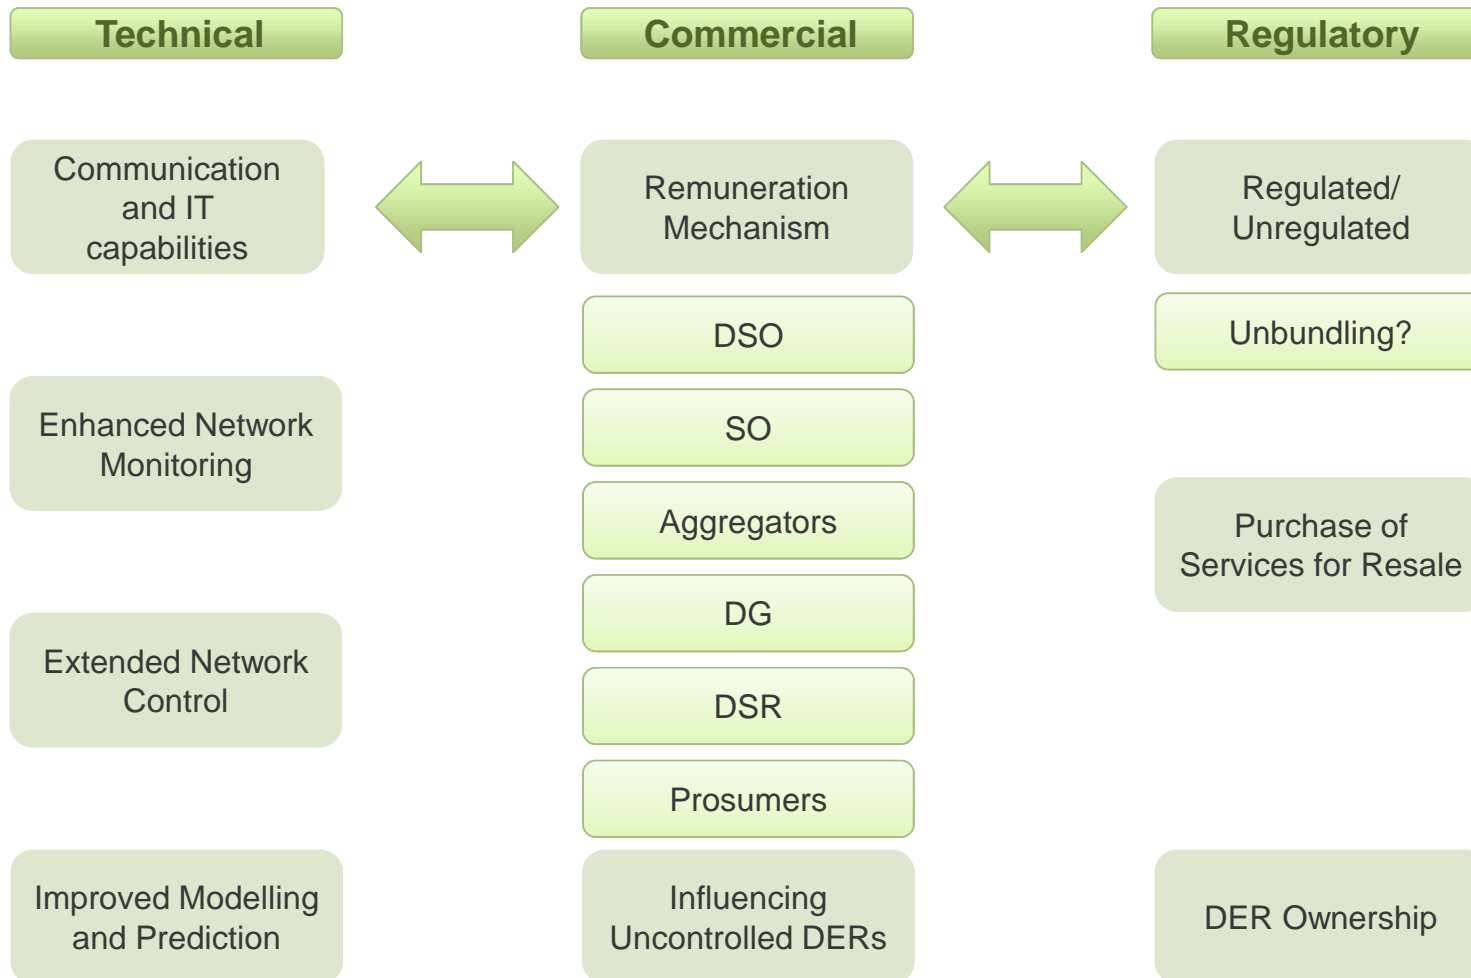 Technical
Commercial
Regulatory
Communication
and IT
capabilities
Remuneration
Mechanism
Regulated/
Unregulated
DSO
Unbundling?
Enhanced Network
Monitoring
SO
Aggregators
Purchase of
Services for Resale
DG
Extended Network
Control
DSR
Prosumers
Improved Modelling
and Prediction
Influencing
Uncontrolled DERs
DER Ownership